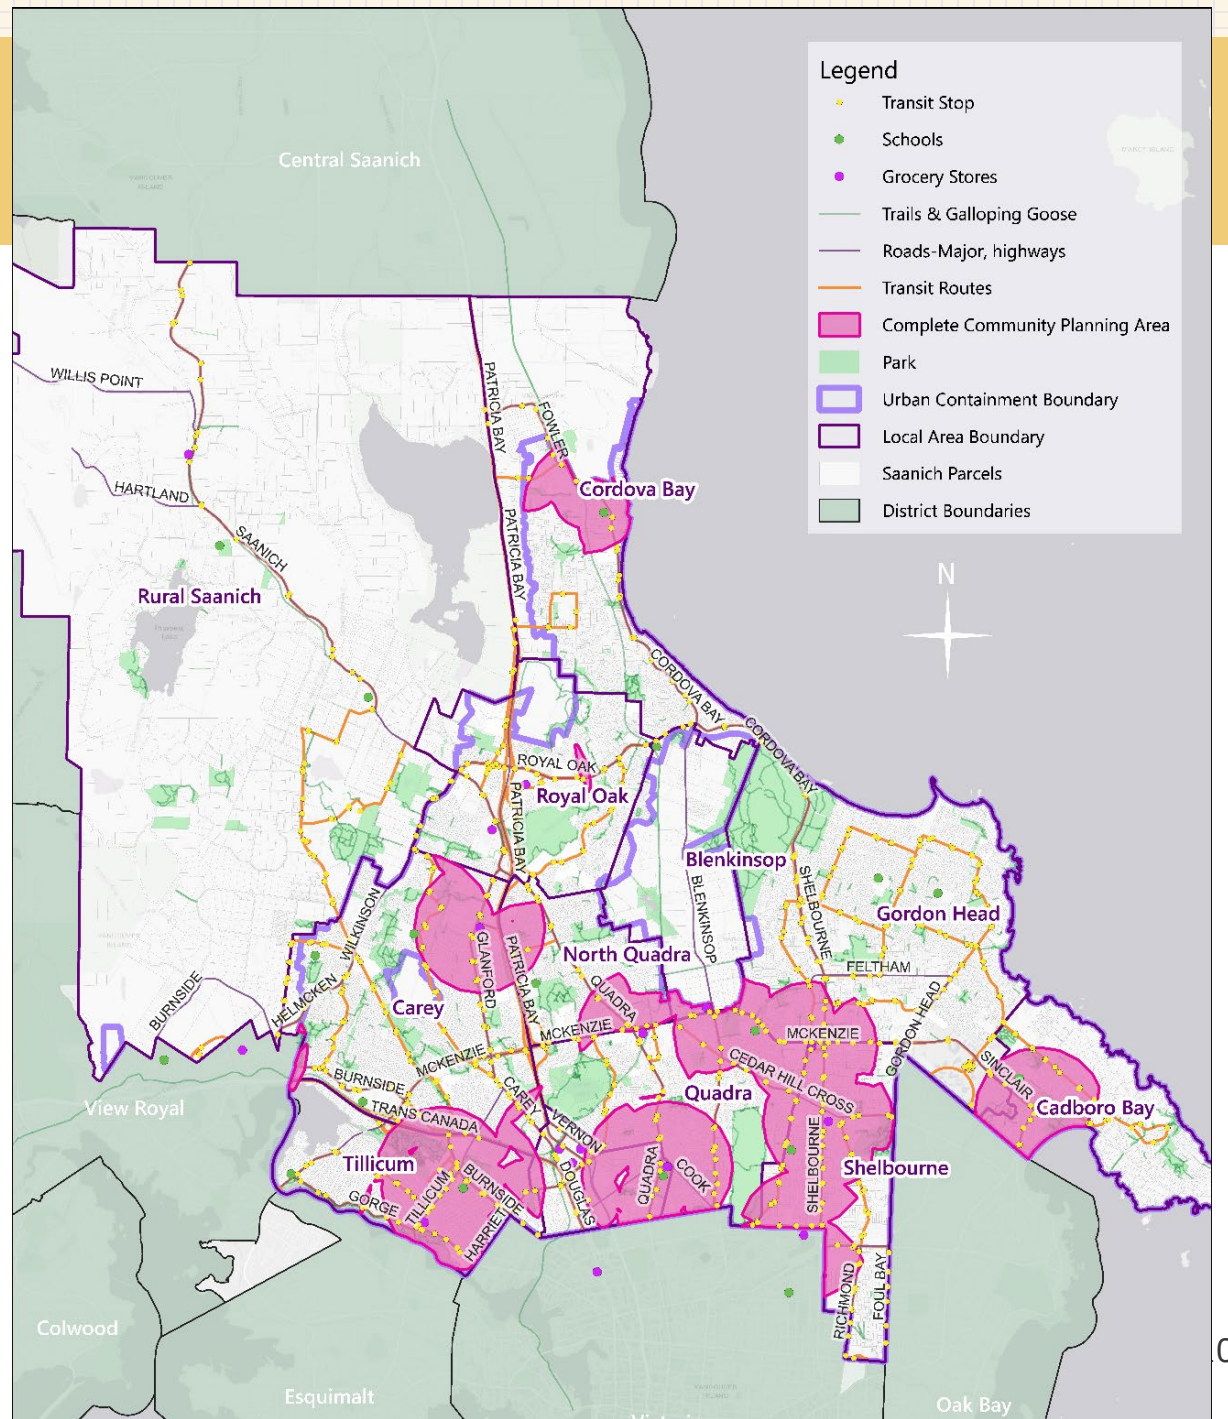 Legend
Transit Stop
Schools
Grocery Stores
Trails & Galloping Goose
Roads-Major, highways
Transit Routes
Complete Community Planning Area
Park
Urban Containment Boundary
Local Area Boundary
Saanich Parcels
District Boundaries
N
Central Saanich
VANCOUVER
ISLAND
WILLIS POINT
HARTLAND
SAANICH
Rural Saanich
PATRICIA BAY
FOWLER
Cordova Bay
PATRICIA BAY
CORDOVA BAY
CORDOVA BAY
ROYAL OAK
Royal Oak
PATRICIA BAY
Blenkinsop
BLENKINSOP
SHELBOURNE
Gordon Head
FELTHAM
GORDON HEAD
North Quadra
WILKINSON
GLANFORD
PATRICIA BAY
Carey
HELMCKEN
BURNSIDE
QUADRA
MCKENZIE
MCKENZIE
MCKENZIE
CEDAR HILL CROSS
SINCLAIR
Cadboro Bay
Quadra
BURNSIDE
TRANS CANADA
CAREY
VERNON
View Royal
Tillicum
TILLICUM
BURNSIDE
GORGE
HARRIET
DOUGLAS
QUADRA
COOK
SHELBOURNE
Shelbourne
RICHMOND
FOUL BAY
Colwood
Esquimalt
VANCOUVER
ISLAND
Oak Bay